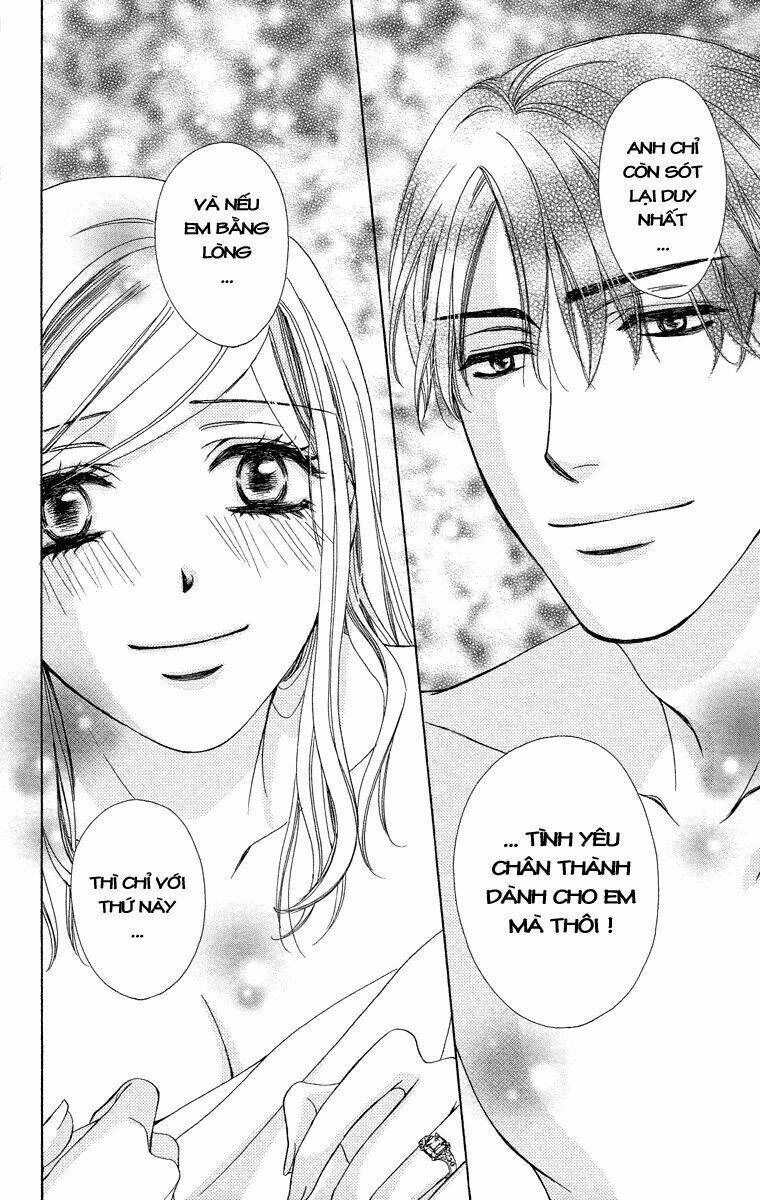 ANH CHỈ
CÒN SÓT
LẠI DUY
NHẤT
...
... TÌNH YÊU
CHÂN THÀNH
DÀNH CHO EM
MÀ THÔI !
VÀ NẾU
EM BẰNG
LÒNG
...
THÌ CHỈ VỚI
THỨ NÀY
...